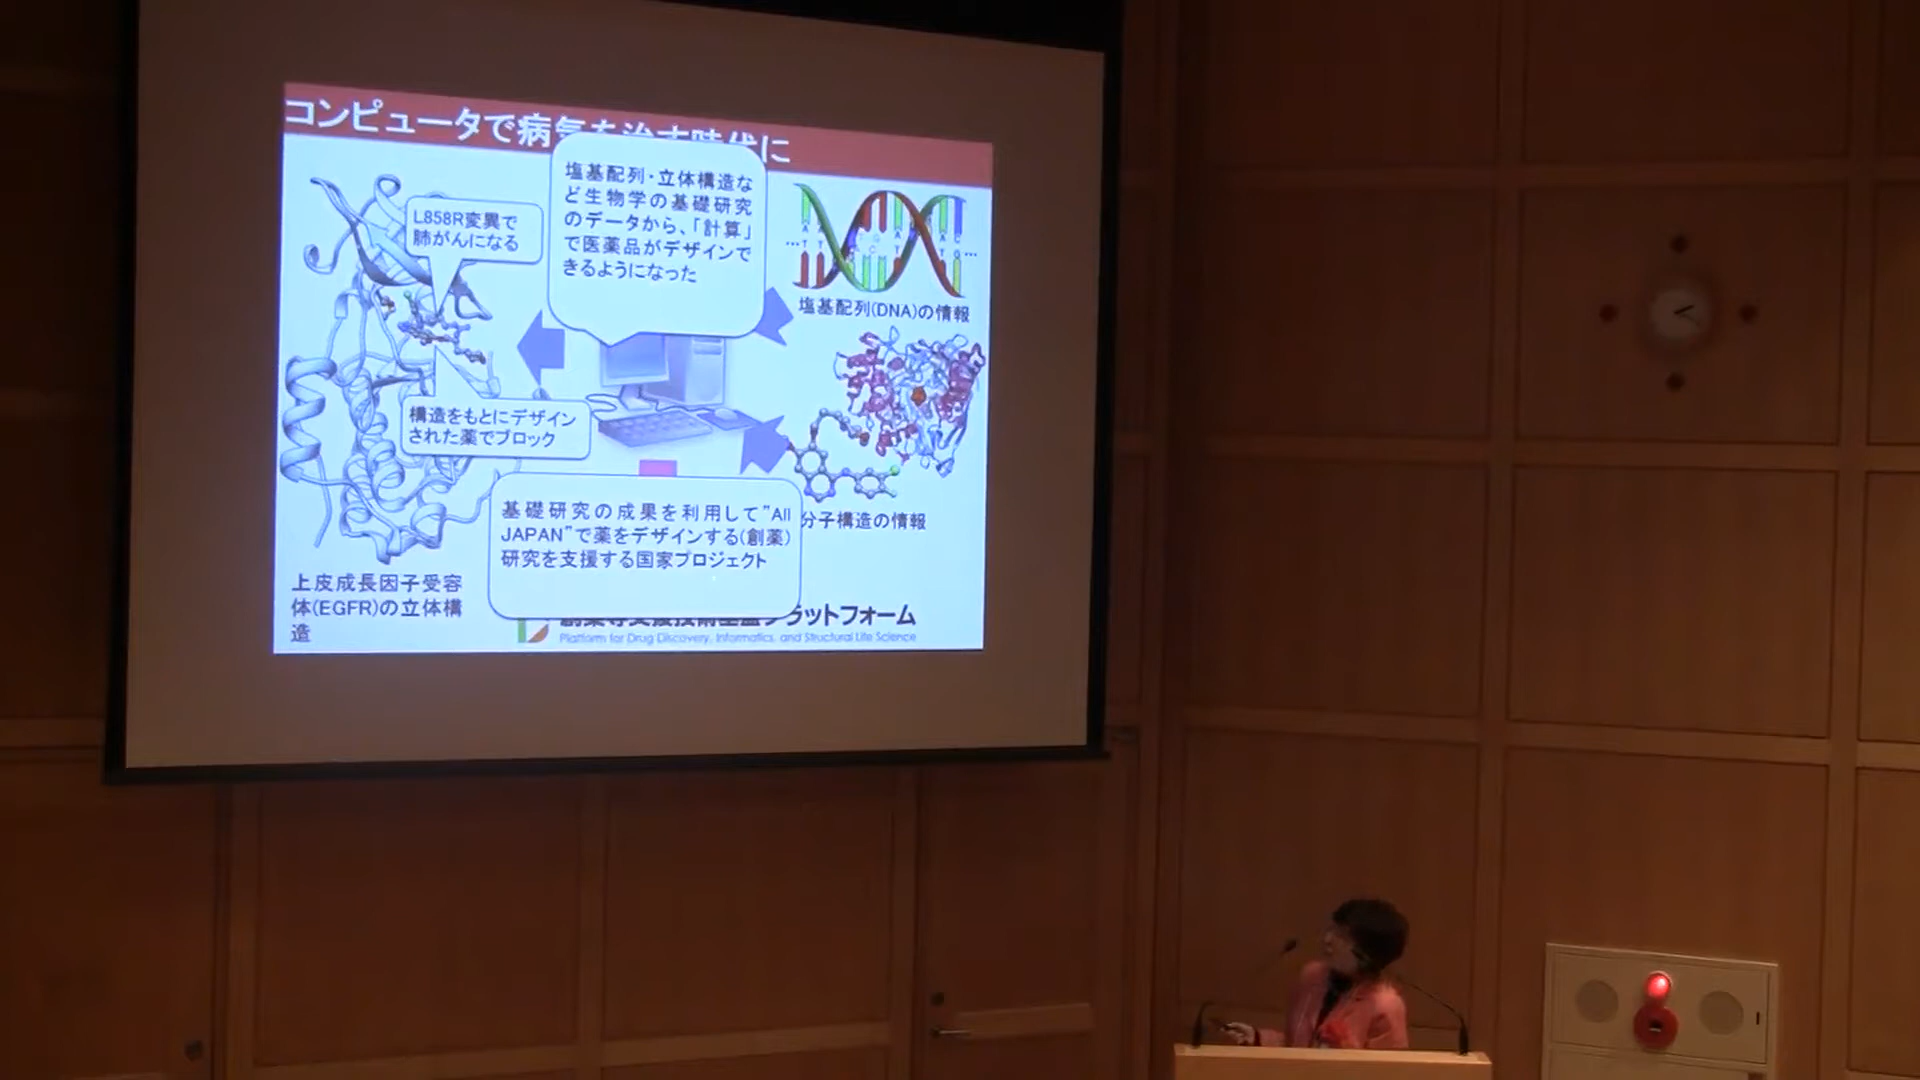 コンピュータで病気を治す時代に
塩基配列・立体構造な
ど生物学の基礎研究
のデータから、「計算」
で医薬品がデザインで
きるようになった
L858R変異で
肺がんになる
塩基配列(DNA)の情報
構造をもとにデザイン
された薬でブロック
分子構造の情報
基礎研究の成果を利用して"All
JAPAN"で薬をデザインする(創薬)
研究を支援する国家プロジェクト
上皮成長因子受容
体(EGFR)の立体構
造
プラットフォーム
Platform for Drug Discovery, Informatics, and Structural Life Science